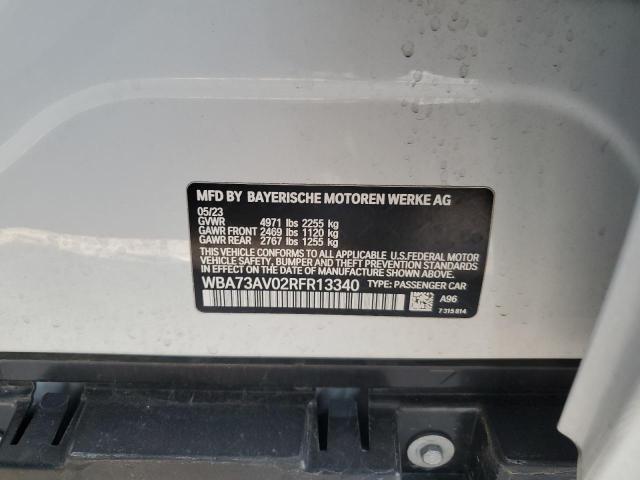 MFD BY BAYERISCHE MOTOREN WERKE AG
05/23
GVWR 4971 lbs 2255 kg
GAWR FRONT 2469 lbs 1120 kg
GAWR REAR 2767 lbs 1255 kg
THIS VEHICLE CONFORMS TO ALL APPLICABLE U.S.FEDERAL MOTOR
VEHICLE SAFETY, BUMPER, AND THEFT PREVENTION STANDARDS
IN EFFECT ON THE DATE OF MANUFACTURE SHOWN ABOVE.
WBA73AV02RFR13340 TYPE: PASSENGER CAR
A96
7 315 814